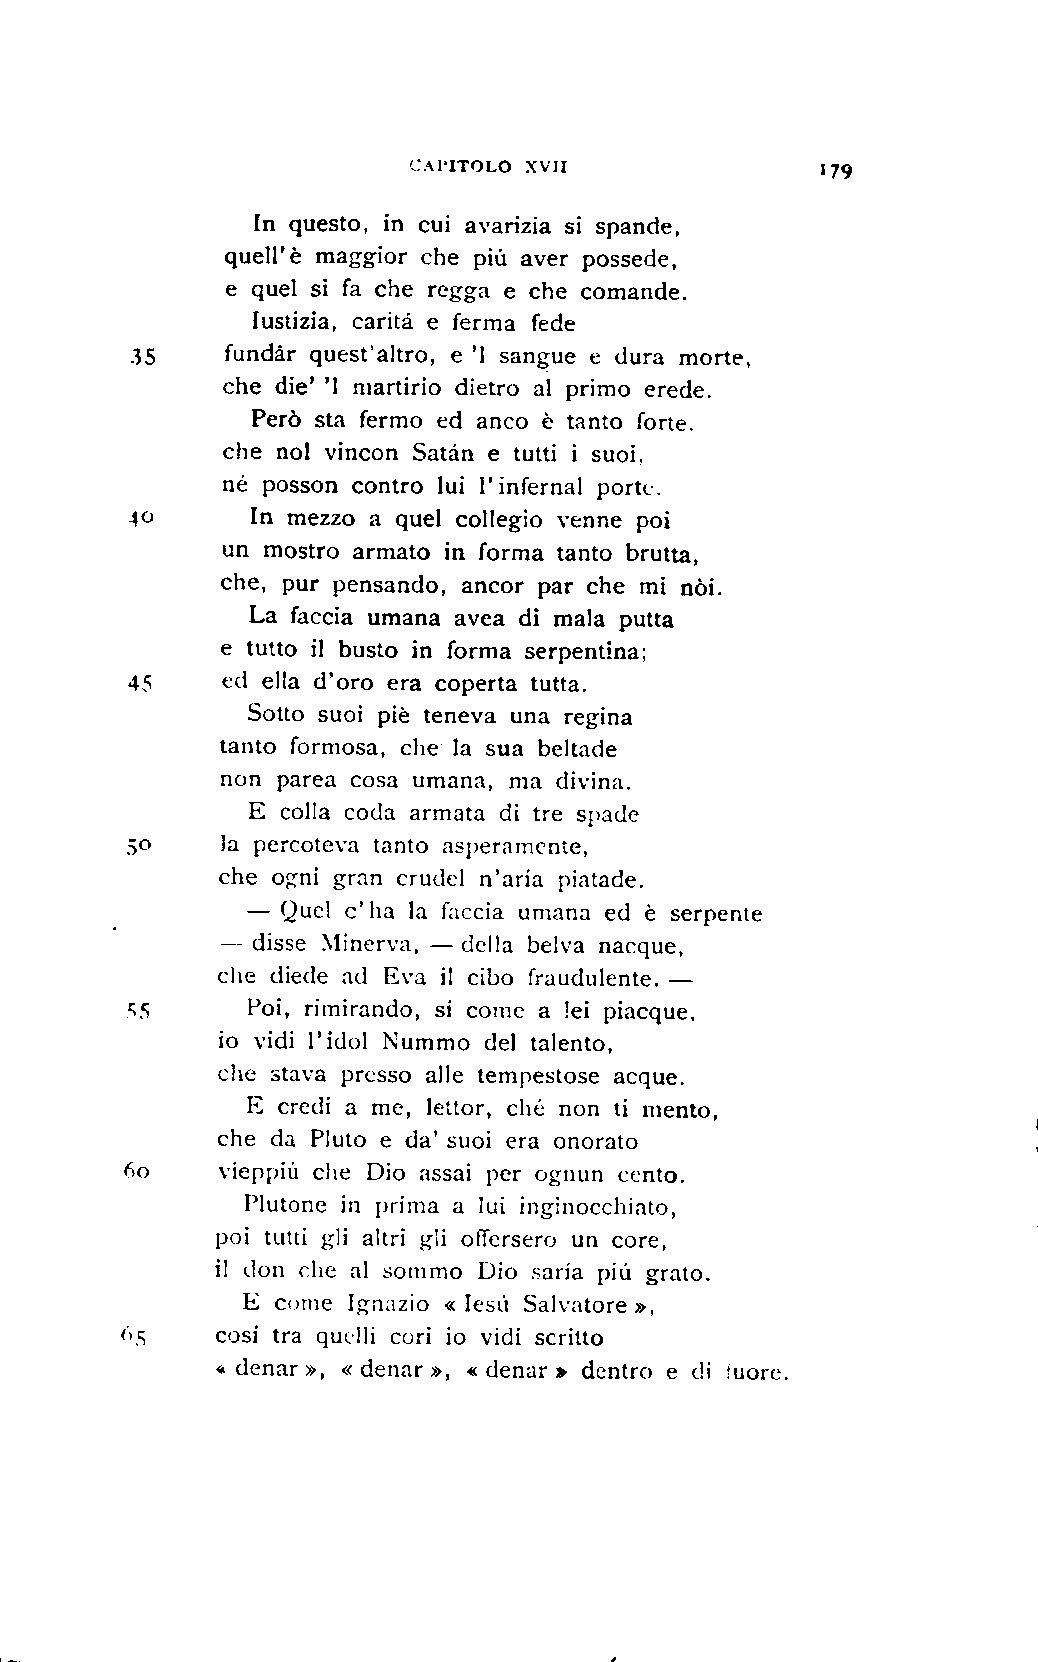 CAPITOLO XVII 179
In questo, in cui avarizia si spande,
quell'è maggior che piú aver possede,
e quel si fa che regga e che comande.
Iustizia, caritá e ferma fede
35 fundâr quest'altro, e 'l sangue e dura morte,
che die' 'l martirio dietro al primo erede.
Però sta fermo ed anco è tanto forte.
che nol vincon Satán e tutti i suoi,
né posson contro lui l'infernal porte.
40 In mezzo a quel collegio venne poi
un mostro armato in forma tanto brutta,
che, pur pensando, ancor par che mi nòi.
La faccia umana avea di mala putta
e tutto il busto in forma serpentina;
45 ed ella d'oro era coperta tutta.
Sotto suoi piè teneva una regina
tanto formosa, che la sua beltade
non parea cosa umana, ma divina.
E colla coda armata di tre spade
50 la percoteva tanto asperamente,
che ogni gran crudel n'aría piatade.
— Quel c'ha la faccia umana ed è serpente
— disse Minerva, — della belva nacque,
che diede ad Eva il cibo fraudulente. —
55 Poi, rimirando, sí come a lei piacque,
io vidi l'idol Nummo del talento,
che stava presso alle tempestose acque.
E credi a me, lettor, ché non ti mento,
che da Pluto e da' suoi era onorato
60 vieppiú che Dio assai per ognun cento.
Plutone in prima a lui inginocchiato,
poi tutti gli altri gli offersero un core,
il don che al sommo Dio saría piú grato.
E come Ignazio « Iesú Salvatore »,
65 cosí tra quelli cori io vidi scritto
« denar », « denar », « denar » dentro e di fuore.